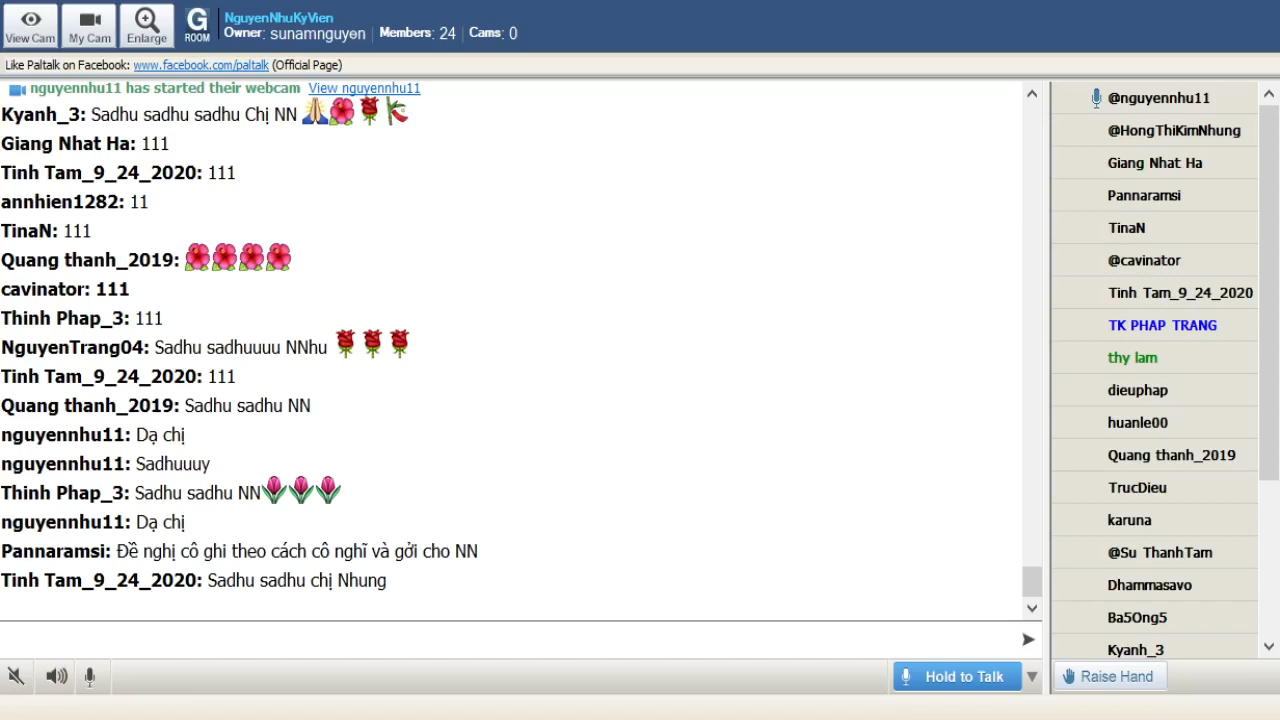 View Cam
My Cam
Enlarge
G
ROOM
NguyenNhuKyVien
Owner: sunamnguyen | Members: 24 | Cams: 0
Like Paltalk on Facebook: www.facebook.com/paltalk (Official Page)
nguyennhu11 has started their webcam View nguyennhu11
Kyanh_3: Sadhu sadhu sadhu Chị NN
Giang Nhat Ha: 111
Tinh Tam_9_24_2020: 111
annhien1282: 11
TinaN: 111
Quang thanh_2019:
cavinator: 111
Thinh Phap_3: 111
NguyenTrang04: Sadhu sadhuuuu NNhu
Tinh Tam_9_24_2020: 111
Quang thanh_2019: Sadhu sadhu NN
nguyennhu11: Dạ chị
nguyennhu11: Sadhuuuy
Thinh Phap_3: Sadhu sadhu NN
nguyennhu11: Dạ chị
Pannaramsi: Đề nghị cô ghi theo cách cô nghĩ và gởi cho NN
Tinh Tam_9_24_2020: Sadhu sadhu chị Nhung
Hold to Talk
@nguyennhu11
@HongThiKimNhung
Giang Nhat Ha
Pannaramsi
TinaN
@cavinator
Tinh Tam_9_24_2020
TK PHAP TRANG
thy lam
dieuphap
huanle00
Quang thanh_2019
TrucDieu
karuna
@Su ThanhTam
Dhammasavo
Ba5Ong5
Kyanh_3
Raise Hand